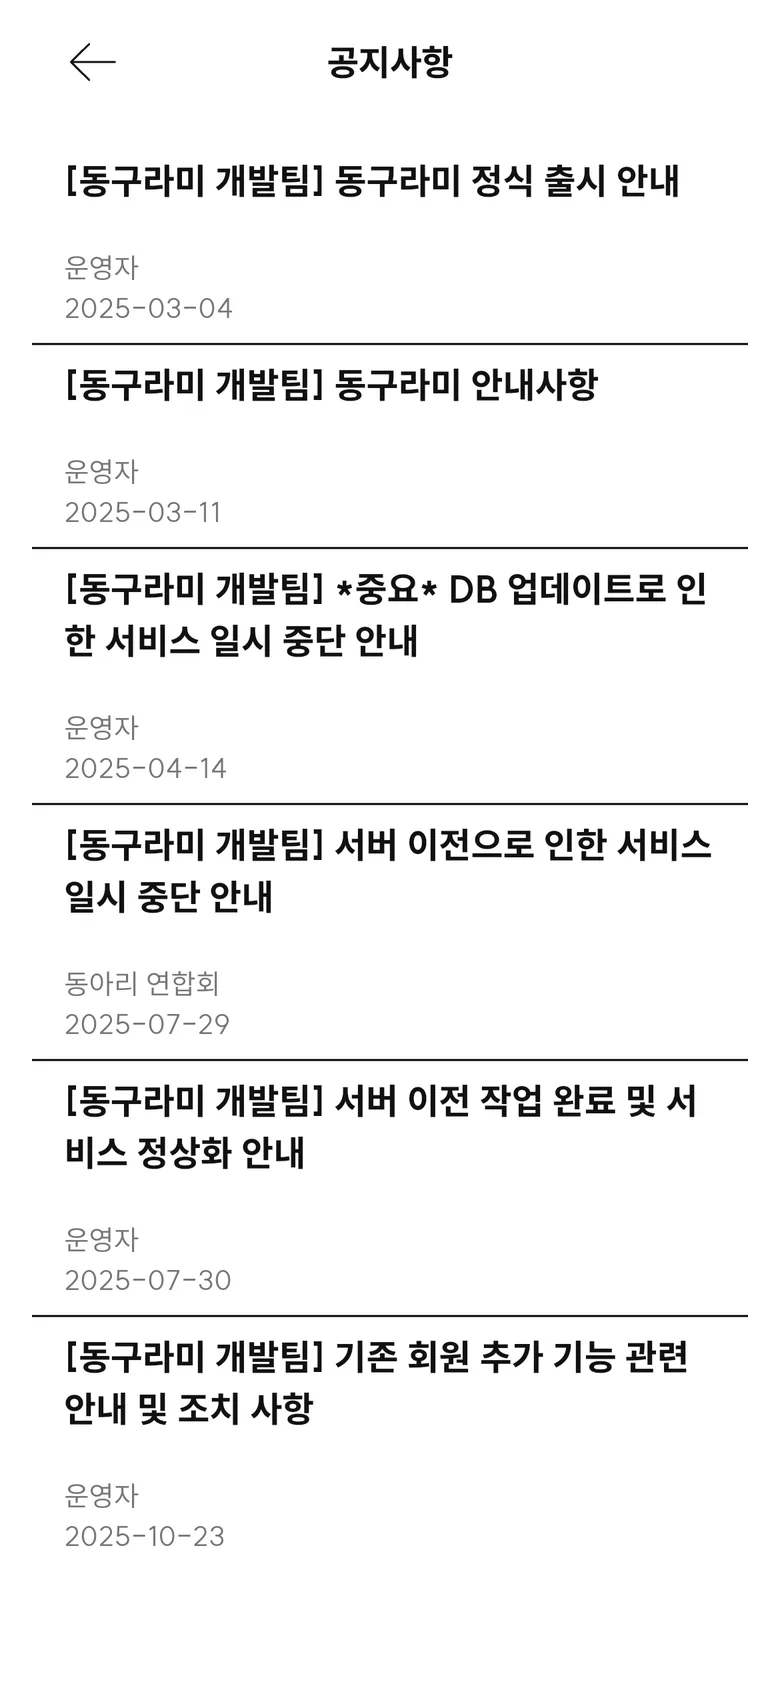 공지사항
[동구라미 개발팀] 동구라미 정식 출시 안내
운영자
2025-03-04
[동구라미 개발팀] 동구라미 안내사항
운영자
2025-03-11
[동구라미 개발팀] *중요* DB 업데이트로 인
한 서비스 일시 중단 안내
운영자
2025-04-14
[동구라미 개발팀] 서버 이전으로 인한 서비스
일시 중단 안내
동아리 연합회
2025-07-29
[동구라미 개발팀] 서버 이전 작업 완료 및 서
비스 정상화 안내
운영자
2025-07-30
[동구라미 개발팀] 기존 회원 추가 기능 관련
안내 및 조치 사항
운영자
2025-10-23